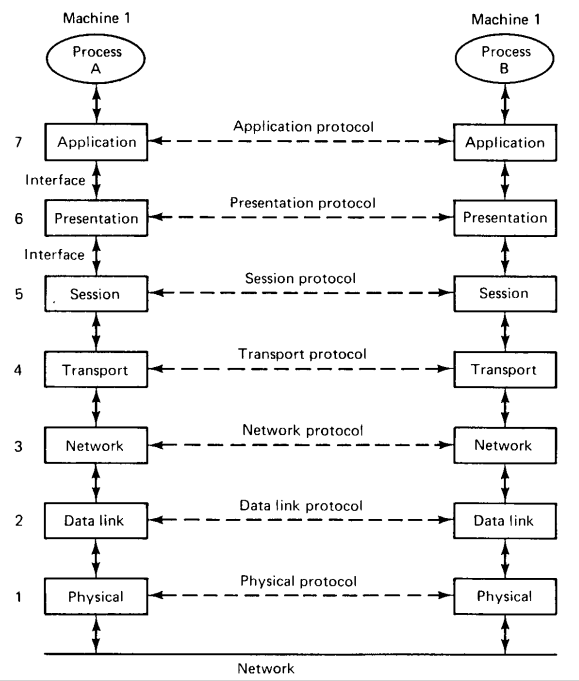 Machine 1
Machine 1
Process
A
Process
B
7
Application
Application protocol
Application
Interface
6
Presentation
Presentation protocol
Presentation
Interface
5
Session
Session protocol
Session
4
Transport
Transport protocol
Transport
3
Network
Network protocol
Network
2
Data link
Data link protocol
Data link
1
Physical
Physical protocol
Physical
Network